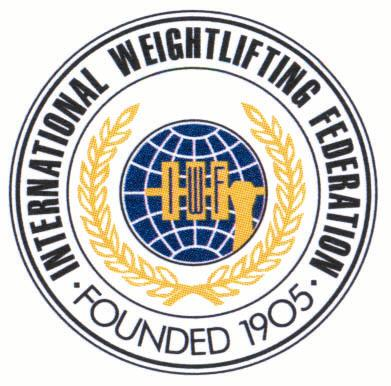 INTERNATIONAL WEIGHTLIFTING FEDERATION
IWF
· FOUNDED 1905 ·